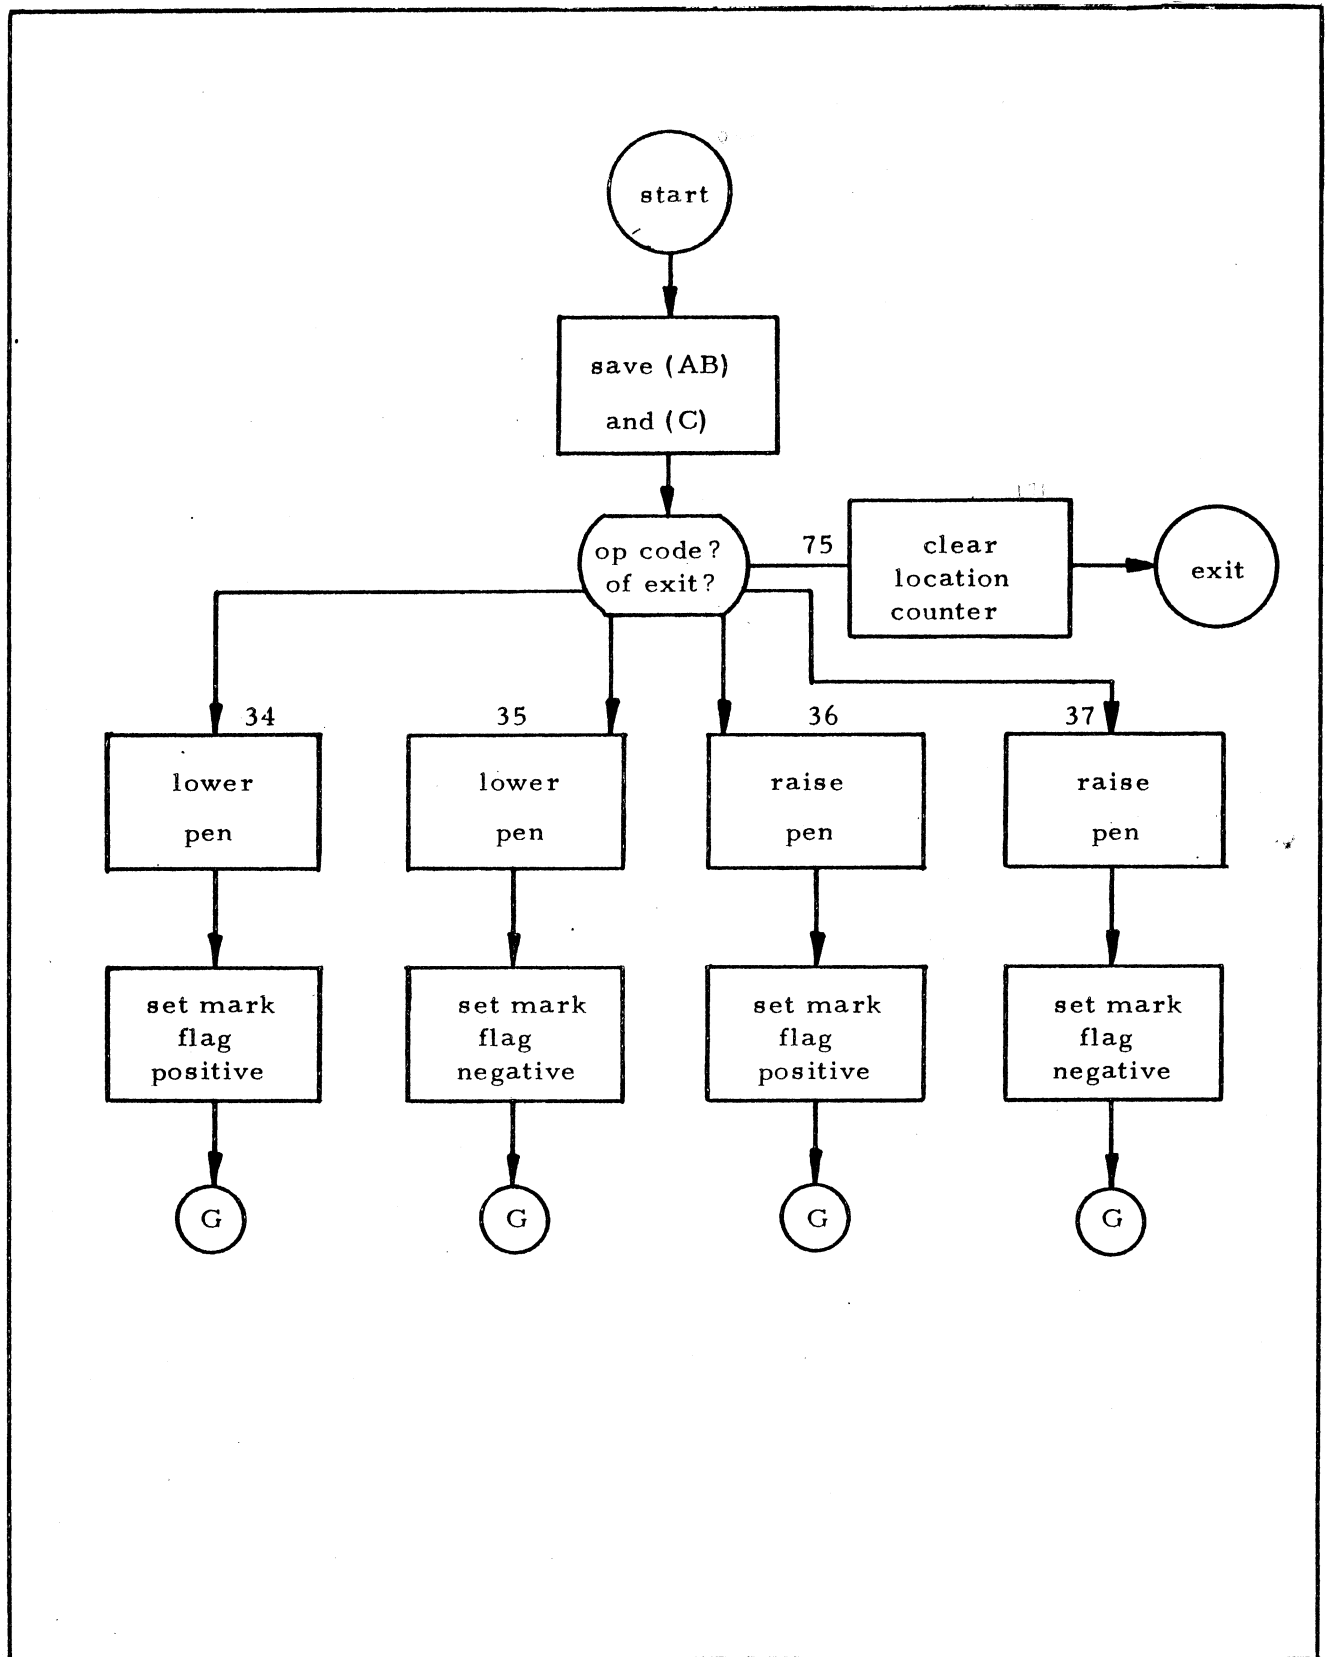 start
save (AB)
and (C)
op code?
of exit?
75
clear
location
counter
exit
34
35
36
37
lower
pen
lower
pen
raise
pen
raise
pen
set mark
flag
positive
set mark
flag
negative
set mark
flag
positive
set mark
flag
negative
G
G
G
G